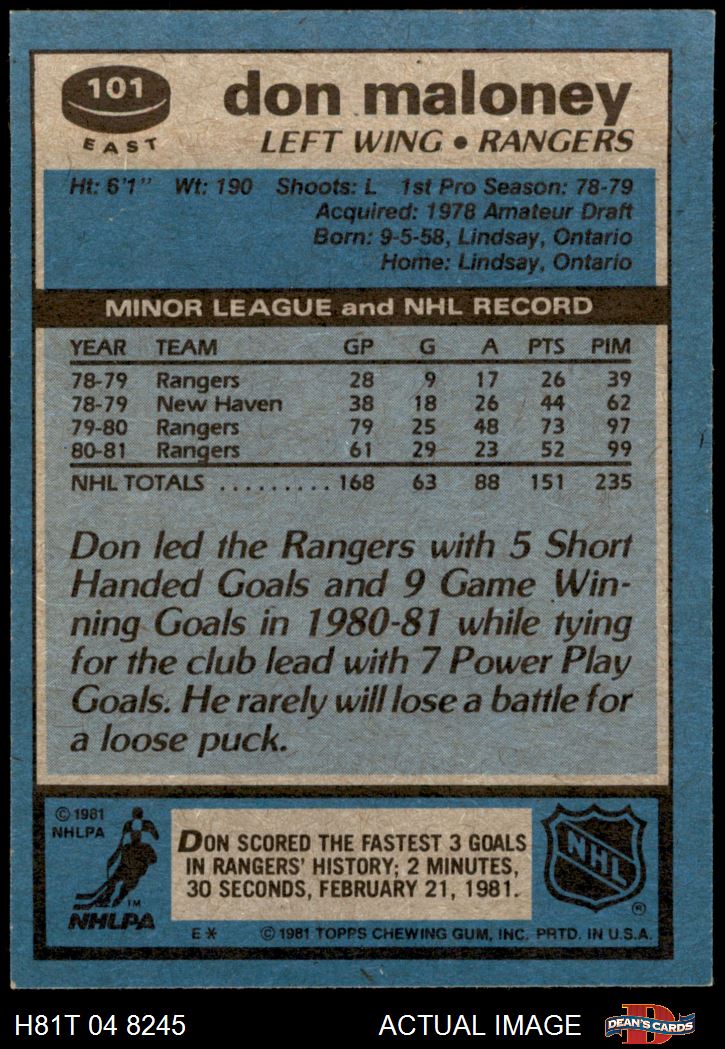 101
EAST
don maloney
LEFT WING • RANGERS
Ht: 6'1" Wt: 190 Shoots: L 1st Pro Season: 78-79
Acquired: 1978 Amateur Draft
Born: 9-5-58, Lindsay, Ontario
Home: Lindsay, Ontario
MINOR LEAGUE and NHL RECORD
YEAR TEAM GP G A PTS PIM
78-79 Rangers 28 9 17 26 39
78-79 New Haven 38 18 26 44 62
79-80 Rangers 79 25 48 73 97
80-81 Rangers 61 29 23 52 99
NHL TOTALS .......... 168 63 88 151 235
Don led the Rangers with 5 Short
Handed Goals and 9 Game Win-
ning Goals in 1980-81 while tying
for the club lead with 7 Power Play
Goals. He rarely will lose a battle for
a loose puck.
© 1981
NHLPA
TM
NHLPA
DON SCORED THE FASTEST 3 GOALS
IN RANGERS' HISTORY; 2 MINUTES,
30 SECONDS, FEBRUARY 21, 1981.
NHL
®
E* © 1981 TOPPS CHEWING GUM, INC. PRTD. IN U.S.A.
H81T 04 8245 ACTUAL IMAGE
D
DEAN'S CARDS